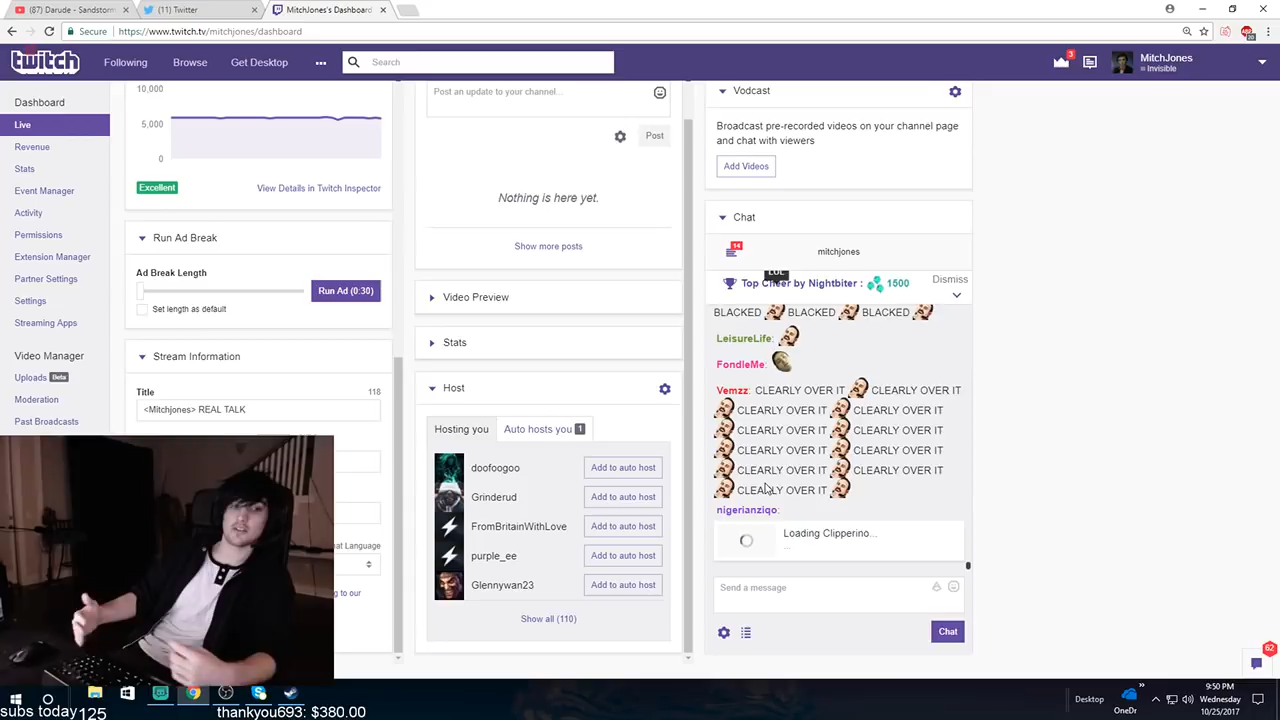 (87) Darude - Sandstorm
(11) Twitter
MitchJones's Dashboard
Secure
https://www.twitch.tv/mitchjones/dashboard
twitch
Following
Browse
Get Desktop
Search
3
MitchJones
Invisible
Dashboard
Live
Revenue
Stats
Event Manager
Activity
Permissions
Extension Manager
Partner Settings
Settings
Streaming Apps
Video Manager
Uploads Beta
Moderation
Past Broadcasts
10,000
5,000
0
Excellent
View Details in Twitch Inspector
Run Ad Break
Ad Break Length
Run Ad (0:30)
Set length as default
Stream Information
Title
118
<Mitchjones> REAL TALK
Language
Post an update to your channel...
Post
Nothing is here yet.
Show more posts
Video Preview
Stats
Host
Hosting you
Auto hosts you 1
doofoogoo
Add to auto host
Grinderud
Add to auto host
FromBritainWithLove
Add to auto host
purple_ee
Add to auto host
Glennywan23
Add to auto host
Show all (110)
Vodcast
Broadcast pre-recorded videos on your channel page
and chat with viewers
Add Videos
Chat
14
mitchjones
LUL
Top Cheer by Nightbiter : 1500
Dismiss
BLACKED BLACKED BLACKED
LeisureLife:
FondleMe:
Vemzz: CLEARLY OVER IT CLEARLY OVER IT
CLEARLY OVER IT CLEARLY OVER IT
CLEARLY OVER IT CLEARLY OVER IT
CLEARLY OVER IT CLEARLY OVER IT
CLEARLY OVER IT CLEARLY OVER IT
CLEARLY OVER IT
nigerianziqo:
Loading Clipperino...
...
Send a message
Chat
62
subs today 125
thankyou693: $380.00
Desktop
OneDr
9:50 PM
Wednesday
10/25/2017